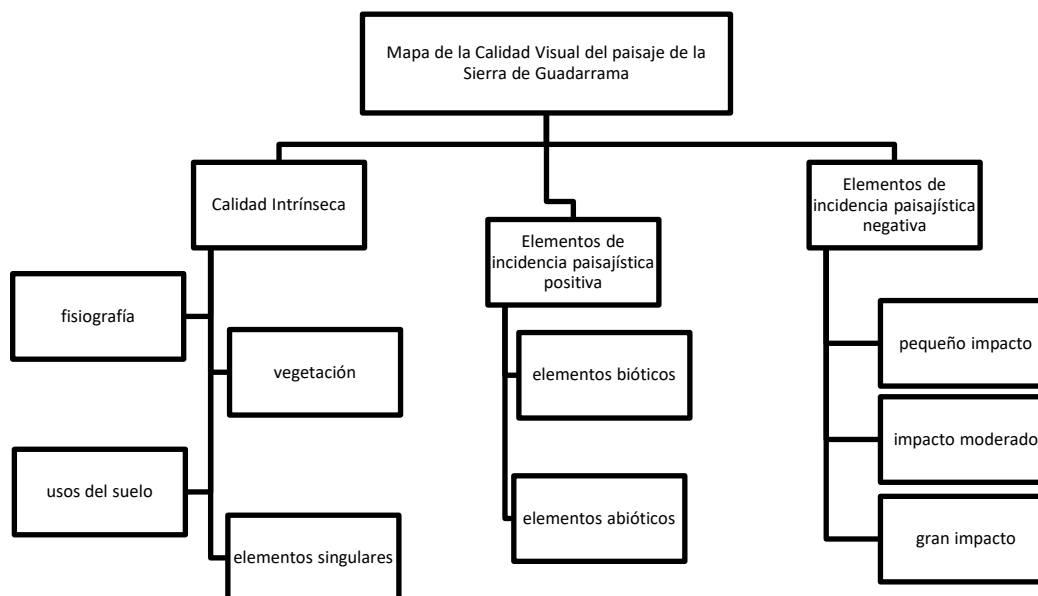 Mapa de la Calidad Visual del paisaje de la
Sierra de Guadarrama
Calidad Intrínseca
fisiografía
vegetación
usos del suelo
elementos singulares
Elementos de
incidencia paisajística
positiva
elementos bióticos
elementos abióticos
Elementos de
incidencia paisajística
negativa
pequeño impacto
impacto moderado
gran impacto